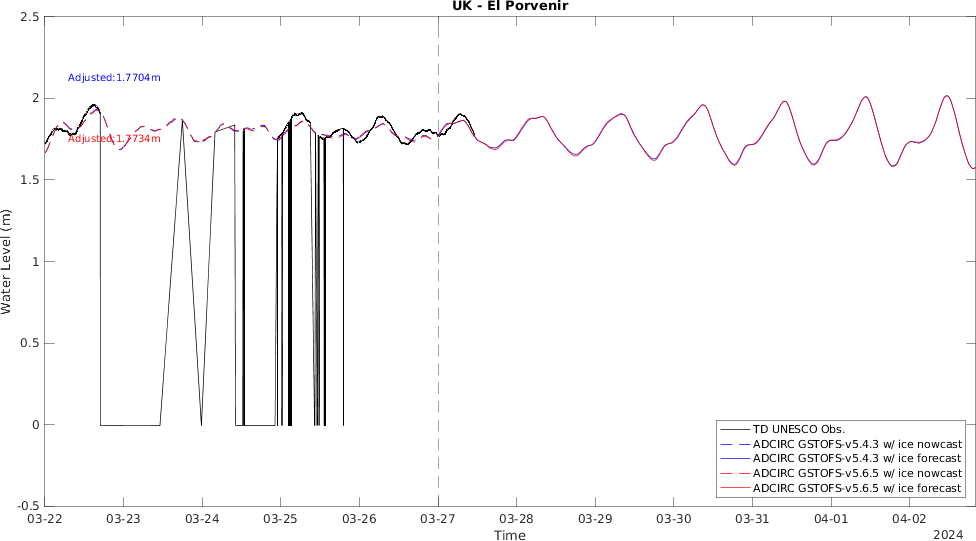 UK - El Porvenir
2.5
2
1.5
1
0.5
0
-0.5
Water Level (m)
Adjusted:1.7704m
Adjusted:1.7734m
TD UNESCO Obs.
ADCIRC GSTOFS-v5.4.3 w/ ice nowcast
ADCIRC GSTOFS-v5.4.3 w/ ice forecast
ADCIRC GSTOFS-v5.6.5 w/ ice nowcast
ADCIRC GSTOFS-v5.6.5 w/ ice forecast
03-22 03-23 03-24 03-25 03-26 03-27 03-28 03-29 03-30 03-31 04-01 04-02
Time
2024